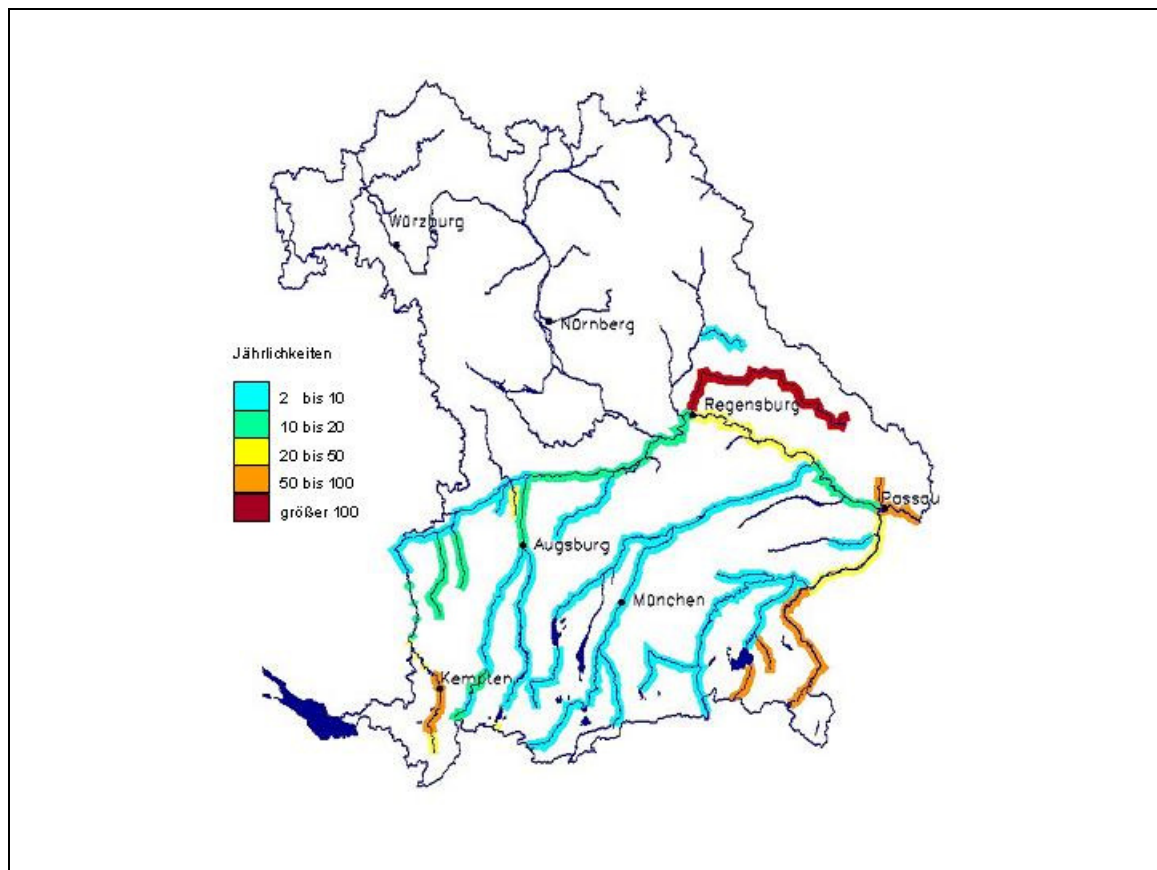 Würzburg
Nürnberg
Jährlichkeiten
2 bis 10
10 bis 20
20 bis 50
50 bis 100
größer 100
Regensburg
Passau
Augsburg
München
Kempten